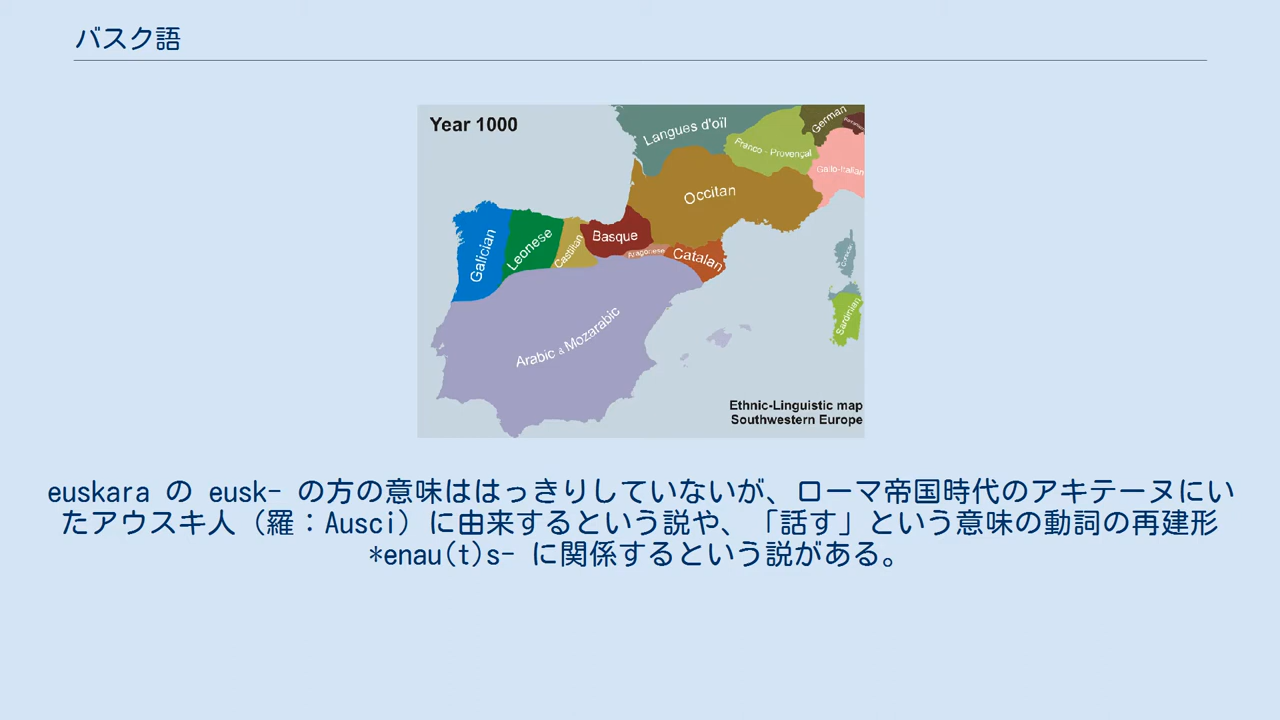 バスク語
Year 1000
Langues d'oïl
German
Franco - Provençal
Gallo-Italian
Occitan
Galician
Leonese
Castilian
Basque
Aragonese
Catalan
Sardinian
Arabic & Mozarabic
Ethnic-Linguistic map
Southwestern Europe
euskara の eusk- の方の意味ははっきりしていないが、ローマ帝国時代のアキテーヌにい
たアウスキ人（羅：Ausci）に由来するという説や、「話す」という意味の動詞の再建形
*enau(t)s- に関係するという説がある。